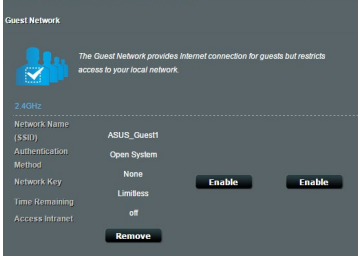 Guest Network
The Guest Network provides Internet connection for guests but restricts
access to your local network.
2.4GHz
Network Name
(SSID)
ASUS_Guest1
Authentication
Method
Open System
Network Key
None
Enable
Enable
Time Remaining
Limitless
Access Intranet
off
Remove